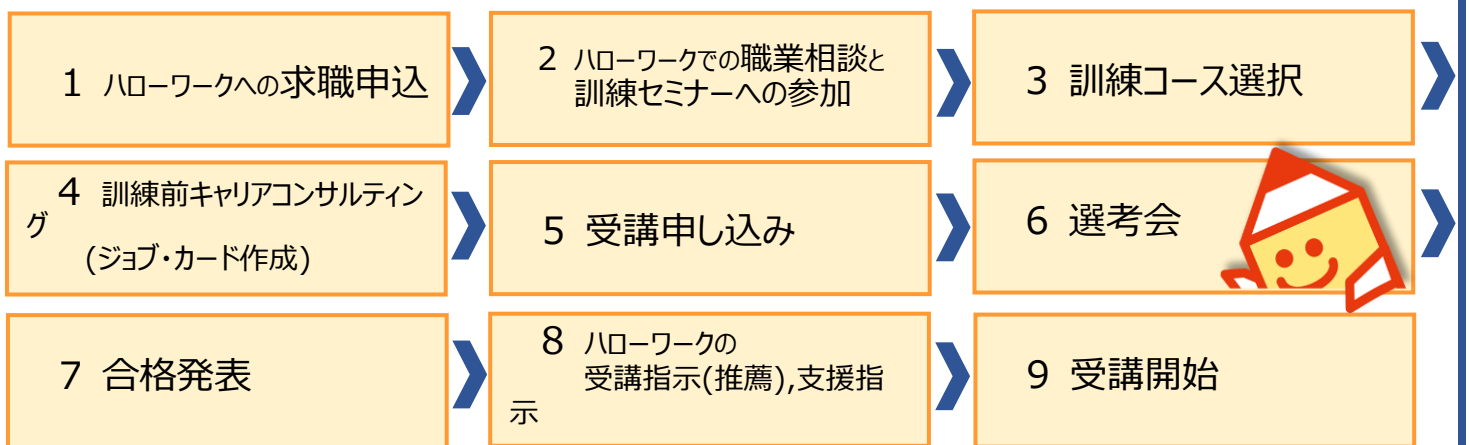 1 ハローワークへの求職申込
2 ハローワークでの職業相談と
訓練セミナーへの参加
3 訓練コース選択
4 訓練前キャリアコンサルティン
グ
(ジョブ・カード作成)
5 受講申し込み
6 選考会
7 合格発表
8 ハローワークの
受講指示(推薦),支援指
示
9 受講開始